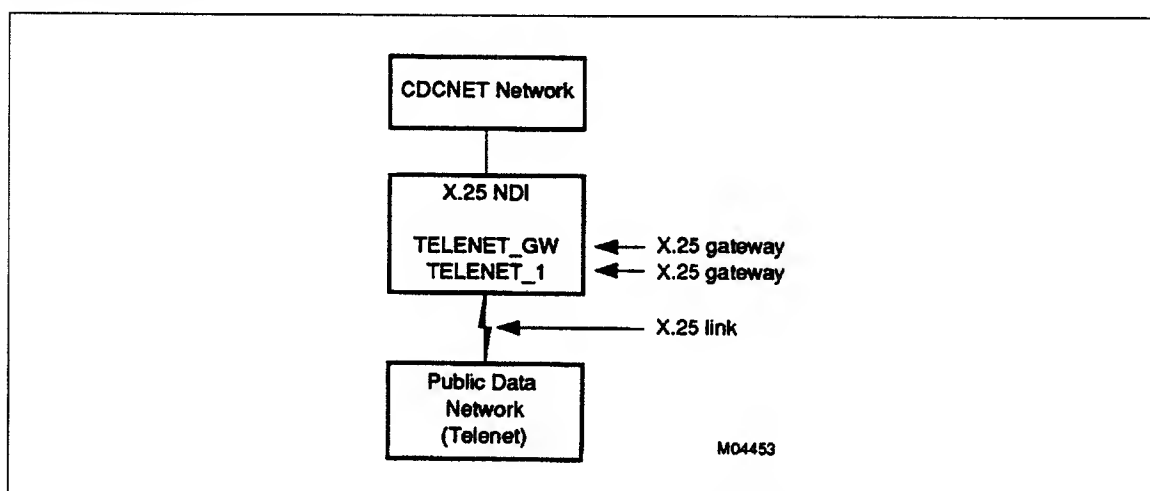 CDCNET Network
X.25 NDI
TELENET_GW
X.25 gateway
TELENET_1
X.25 gateway
X.25 link
Public Data
Network
(Telenet)
M04453